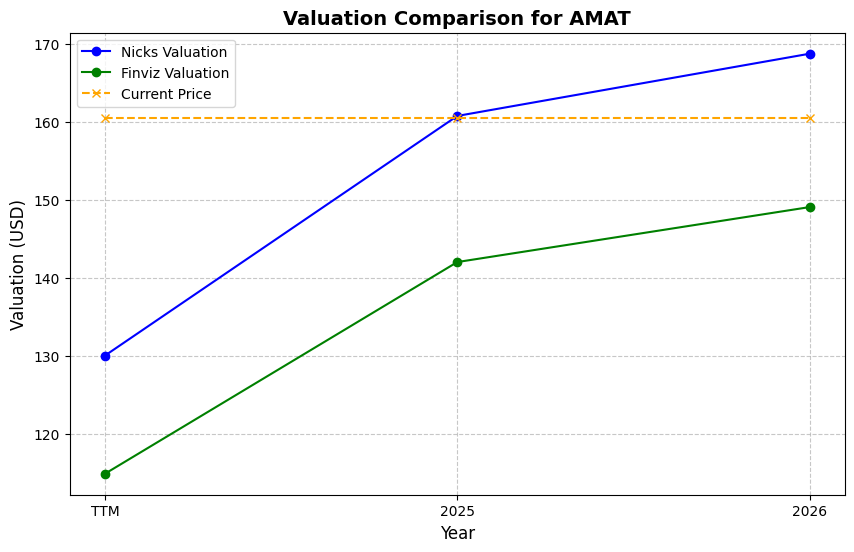 Valuation Comparison for AMAT
Nicks Valuation
Finviz Valuation
Current Price
Valuation (USD)
170
160
150
140
130
120
TTM
2025
2026
Year